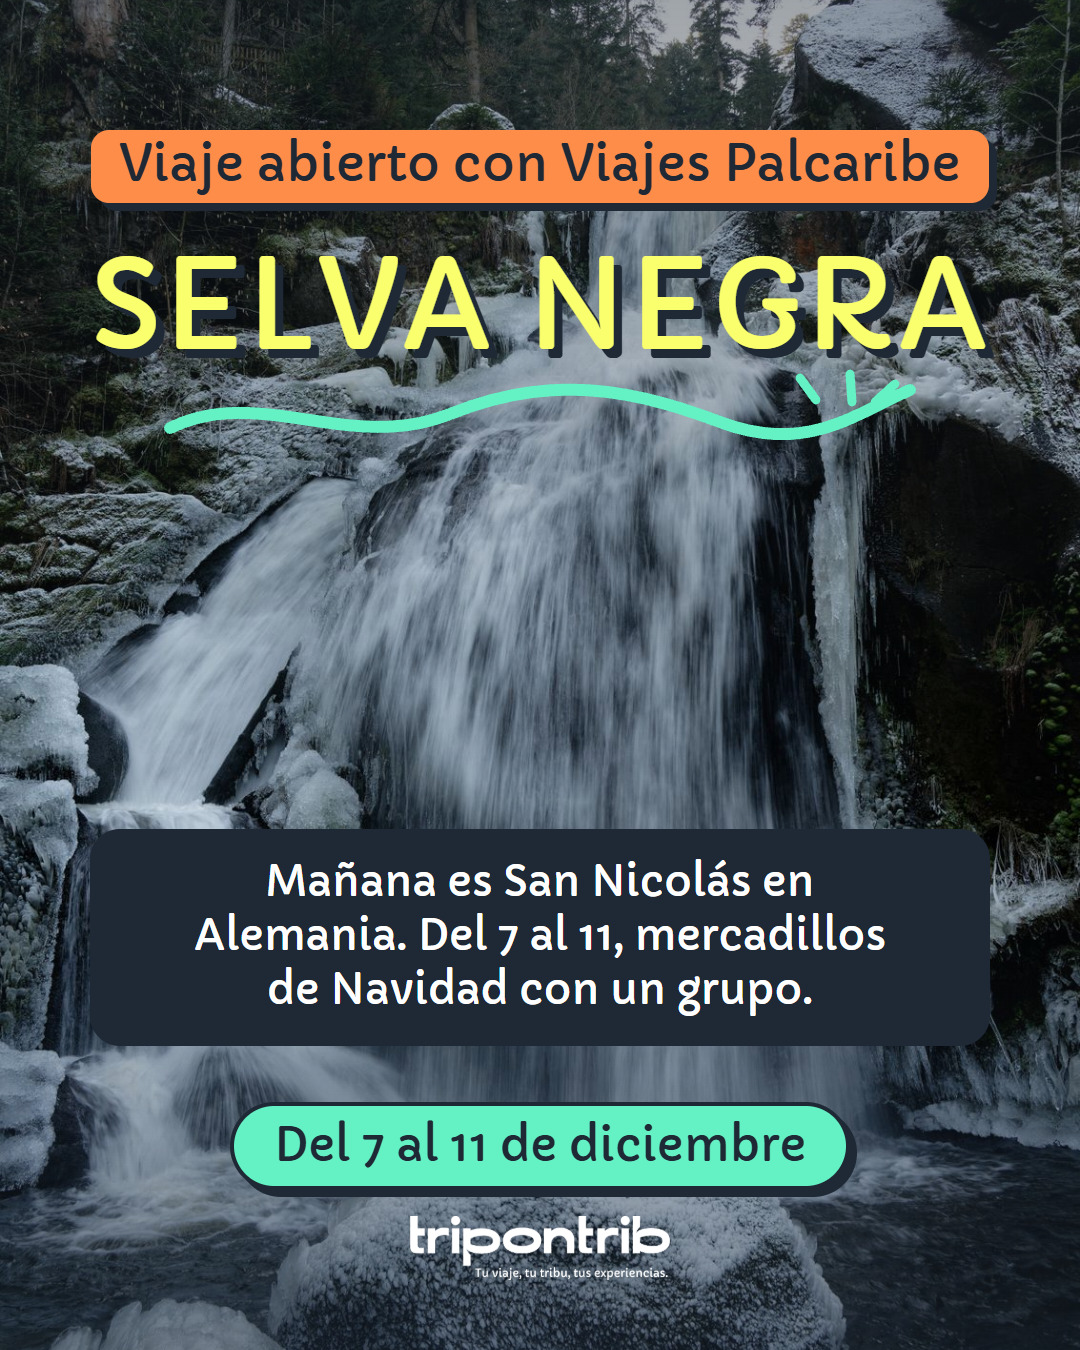 Viaje abierto con Viajes Palcaribe
SELVA NEGRA
Mañana es San Nicolás en
Alemania. Del 7 al 11, mercadillos
de Navidad con un grupo.
Del 7 al 11 de diciembre
tripontrib
Tu viaje, tu tribu, tus experiencias.